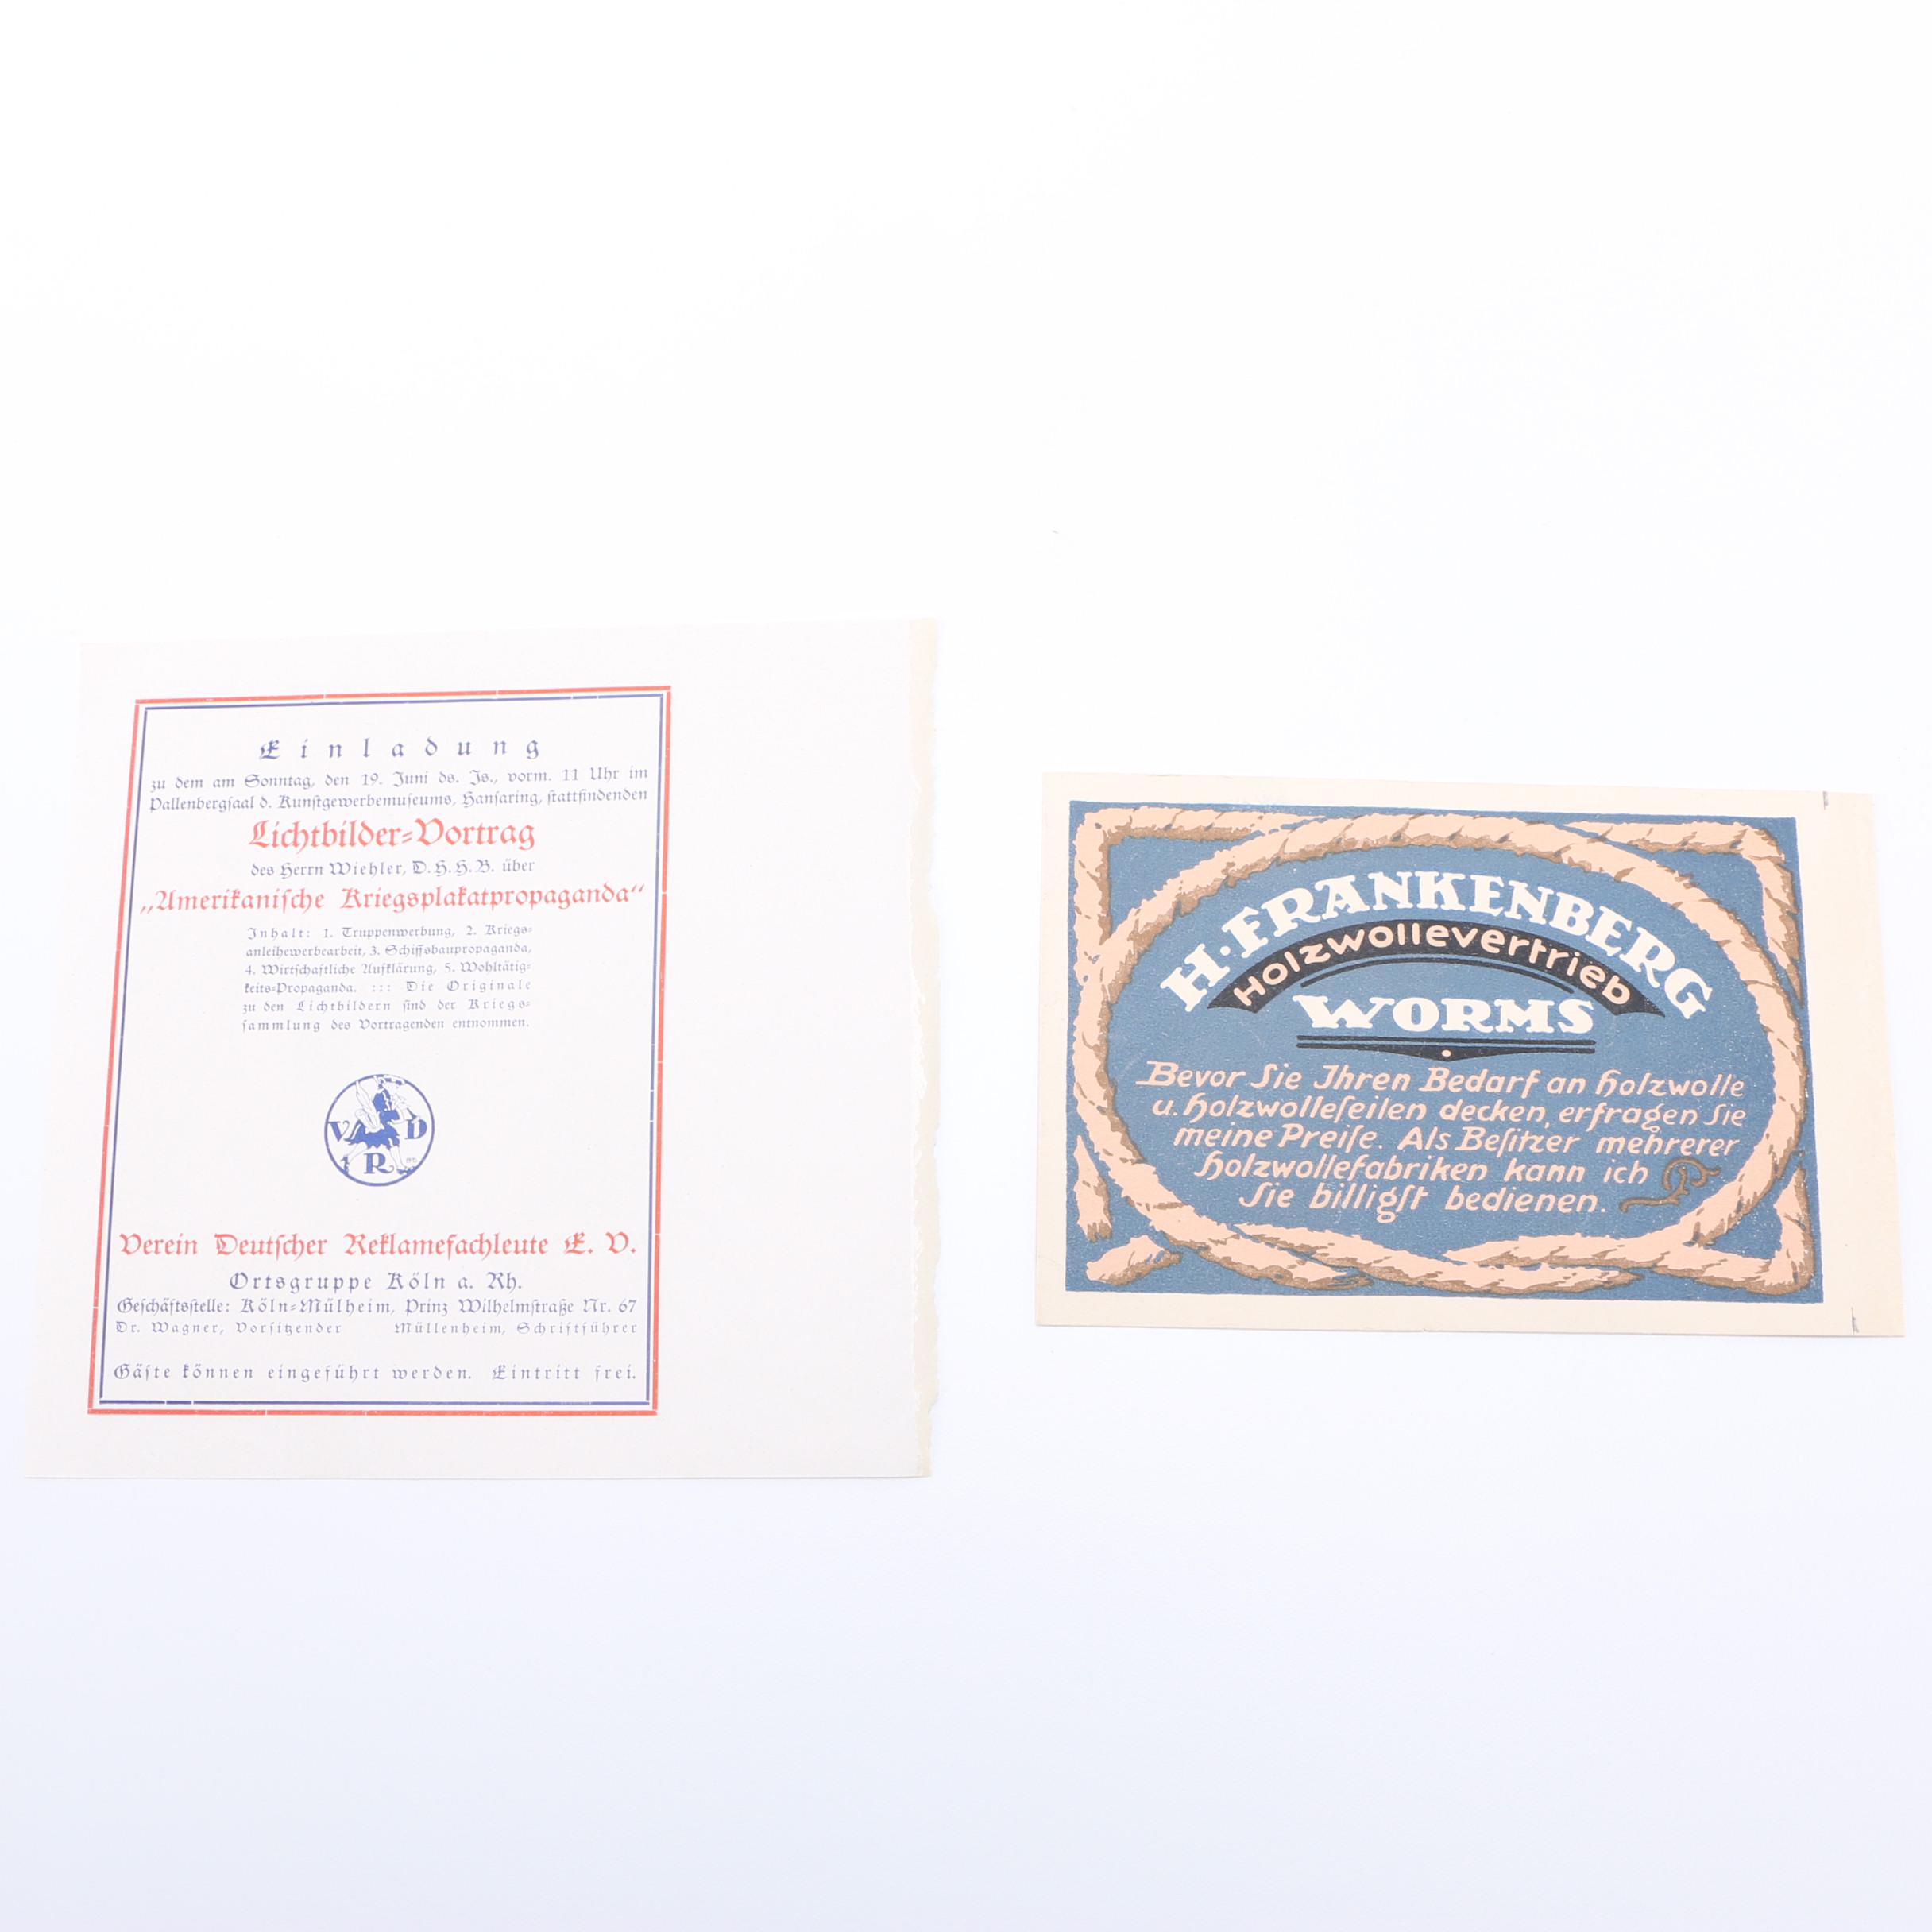 Einladung
zu dem am Sonntag, den 19. Juni ds. Js., vorm. 11 Uhr im
Pallenbergsaal d. Kunſtgewerbemuſeums, Hanſaring, ſtattfindenden
Lichtbilder-Vortrag
des Herrn Wiehler, D.H.H.B. über
„Amerikaniſche Kriegsplakatpropaganda“
Inhalt: 1. Truppenwerbung, 2. Kriegs-
anleihewerbearbeit, 3. Schiffsbaupropaganda,
4. Wirtſchaftliche Aufklärung, 5. Wohltätig-
keits-Propaganda. ::: Die Originale
zu den Lichtbildern ſind der Kriegs-
ſammlung des Vortragenden entnommen.
V D
R
Verein Deutſcher Reklamefachleute E. V.
Ortsgruppe Köln a. Rh.
Geſchäftsſtelle: Köln-Mülheim, Prinz Wilhelmſtraße Nr. 67
Dr. Wagner, Vorſitzender Müllenheim, Schriftführer
Gäſte können eingeführt werden. Eintritt frei.
H. FRANKENBERG
Holzwollevertrieb
WORMS
Bevor Sie Ihren Bedarf an Holzwolle
u. Holzwolleſeilen decken, erfragen Sie
meine Preiſe. Als Beſitzer mehrerer
Holzwollefabriken kann ich
Sie billigſt bedienen.